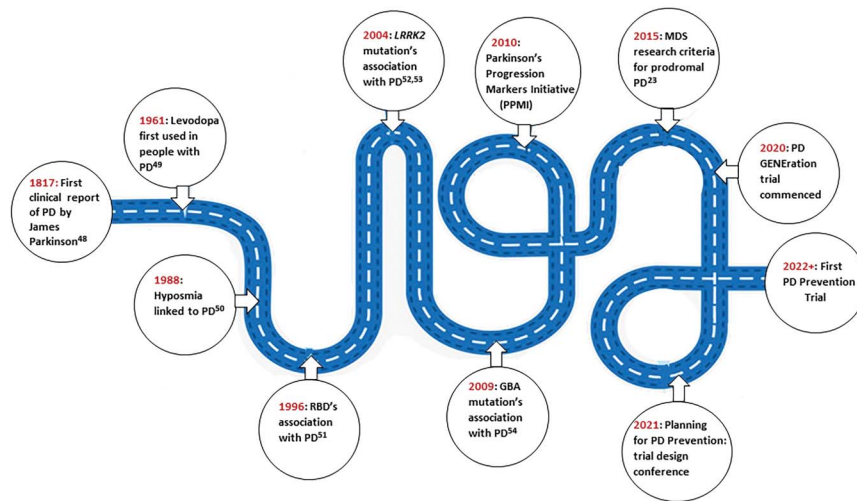 1817: First
clinical report
of PD by
James
Parkinson48
1961: Levodopa
first used in
people with
PD49
1988:
Hyposmia
linked to PD50
1996: RBD's
association
with PD51
2004: LRRK2
mutation's
association
with PD52,53
2009: GBA
mutation's
association
with PD54
2010:
Parkinson's
Progression
Markers Initiative
(PPMI)
2015: MDS
research criteria
for prodromal
PD23
2020: PD
GENEration
trial
commenced
2021: Planning
for PD Prevention:
trial design
conference
2022+: First
PD Prevention
Trial